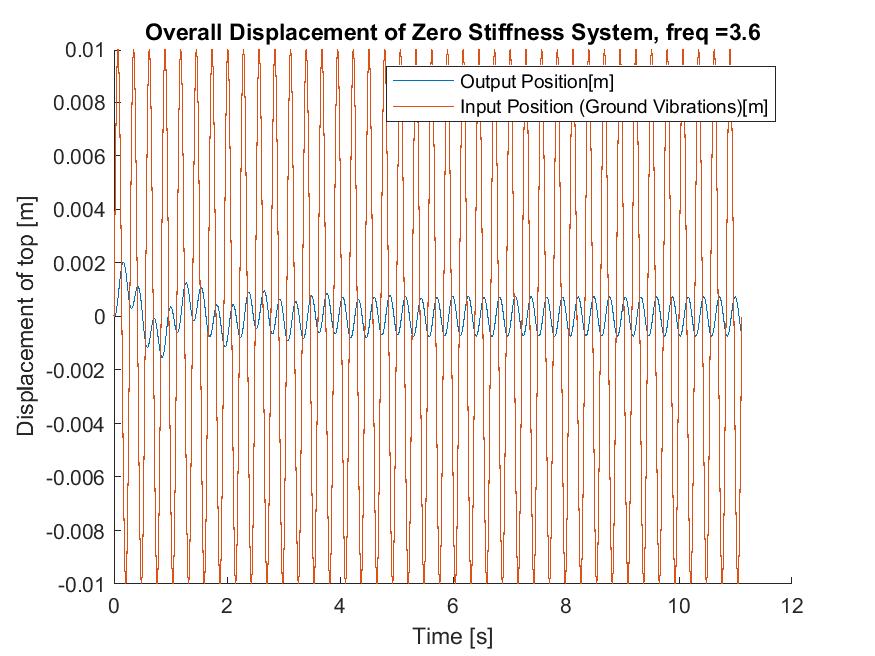 Overall Displacement of Zero Stiffness System, freq =3.6
0.01
0.008
0.006
0.004
0.002
0
-0.002
-0.004
-0.006
-0.008
-0.01
Displacement of top [m]
Output Position[m]
Input Position (Ground Vibrations)[m]
0 2 4 6 8 10 12
Time [s]